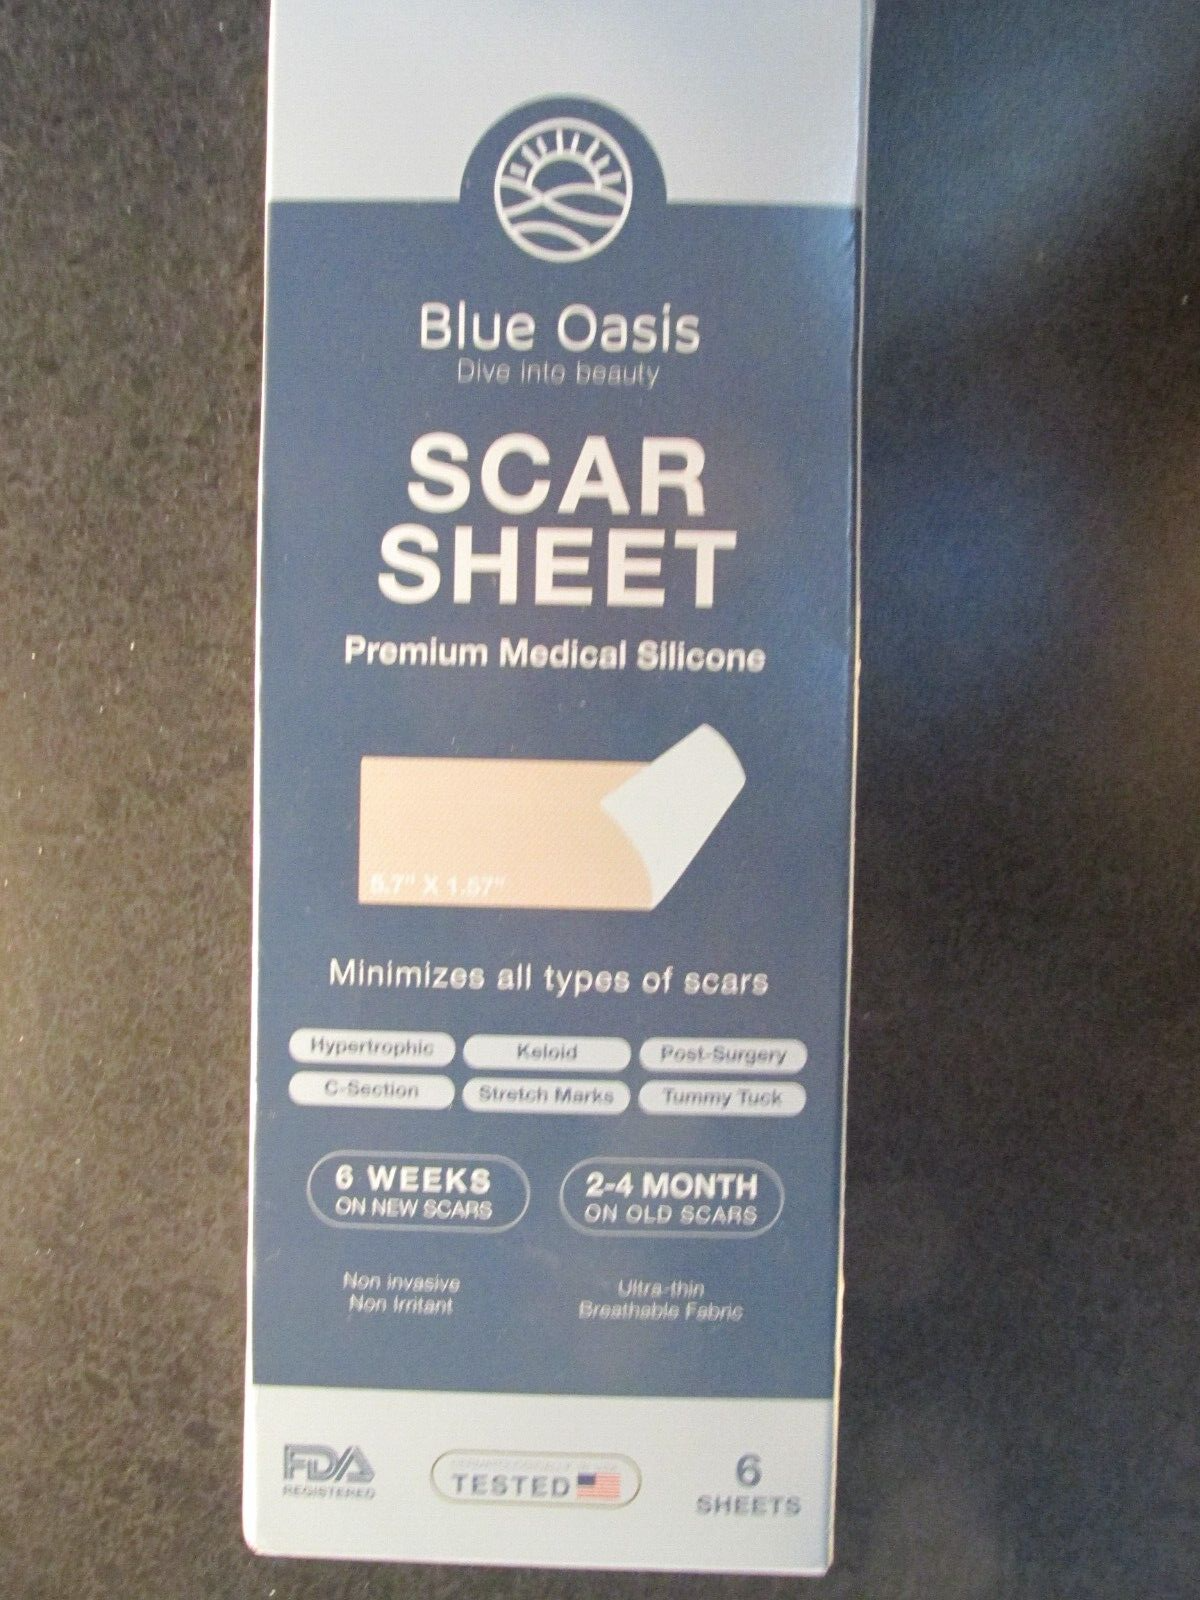 Blue Oasis
Dive into beauty
SCAR
SHEET
Premium Medical Silicone
5.7" X 1.57"
Minimizes all types of scars
Hypertrophic
Keloid
Post-Surgery
C-Section
Stretch Marks
Tummy Tuck
6 WEEKS
ON NEW SCARS
2-4 MONTH
ON OLD SCARS
Non invasive
Non Irritant
Ultra-thin
Breathable Fabric
FDA
REGISTERED
TESTED
6
SHEETS